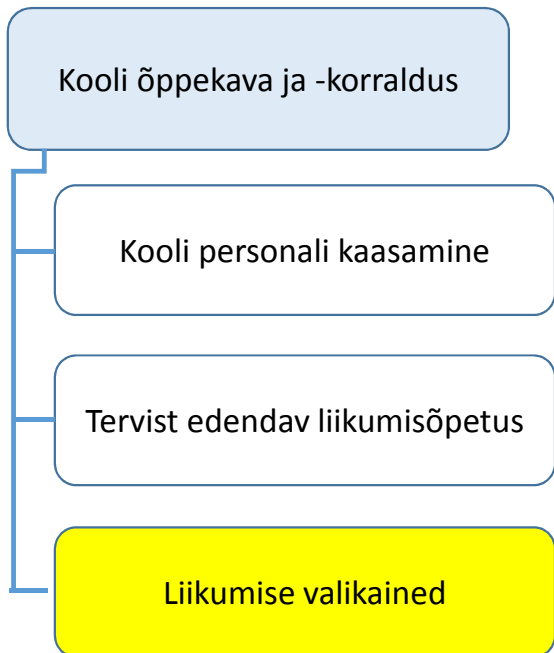 Kooli õppekava ja -korraldus
Kooli personali kaasamine
Tervist edendav liikumisõpetus
Liikumise valikained